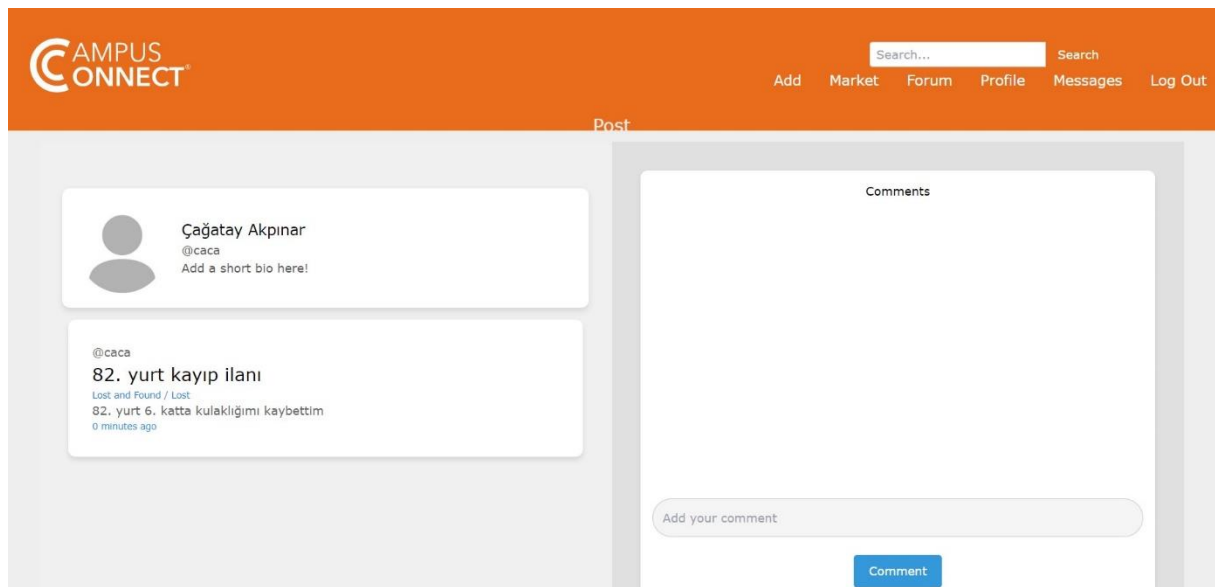 CAMPUS
CONNECT®
Search...
Search
Add Market Forum Profile Messages Log Out
Post
Çağatay Akpınar
@caca
Add a short bio here!
@caca
82. yurt kayıp ilanı
Lost and Found / Lost
82. yurt 6. katta kulaklığımı kaybettim
0 minutes ago
Comments
Add your comment
Comment